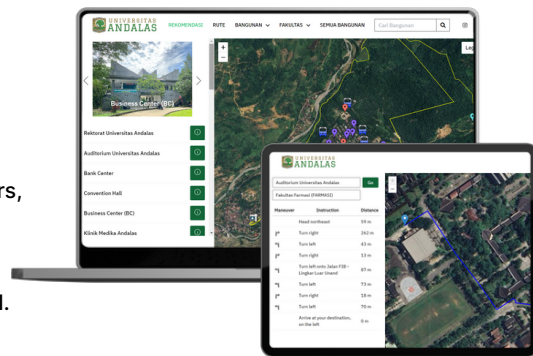 UNIVERSITAS
ANDALAS
REKOMENDASI RUTE BANGUNAN FAKULTAS SEMUA BANGUNAN Cari Bangunan
+
−
Leg
Business Center (BC)
Rektorat Universitas Andalas
Auditorium Universitas Andalas
Bank Center
Convention Hall
Business Center (BC)
Klinik Medika Andalas
rs,
d.
UNIVERSITAS
ANDALAS
Auditorium Universitas Andalas Go
Fakultas Farmasi (FARMASI)
Maneuver Instruction Distance
Head northeast 59 m
Turn right 262 m
Turn left 43 m
Turn right 13 m
Turn left onto Jalan FIB -
Lingkar Luar Unand 87 m
Turn left 73 m
Turn right 18 m
Turn left 70 m
Arrive at your destination,
on the left 0 m